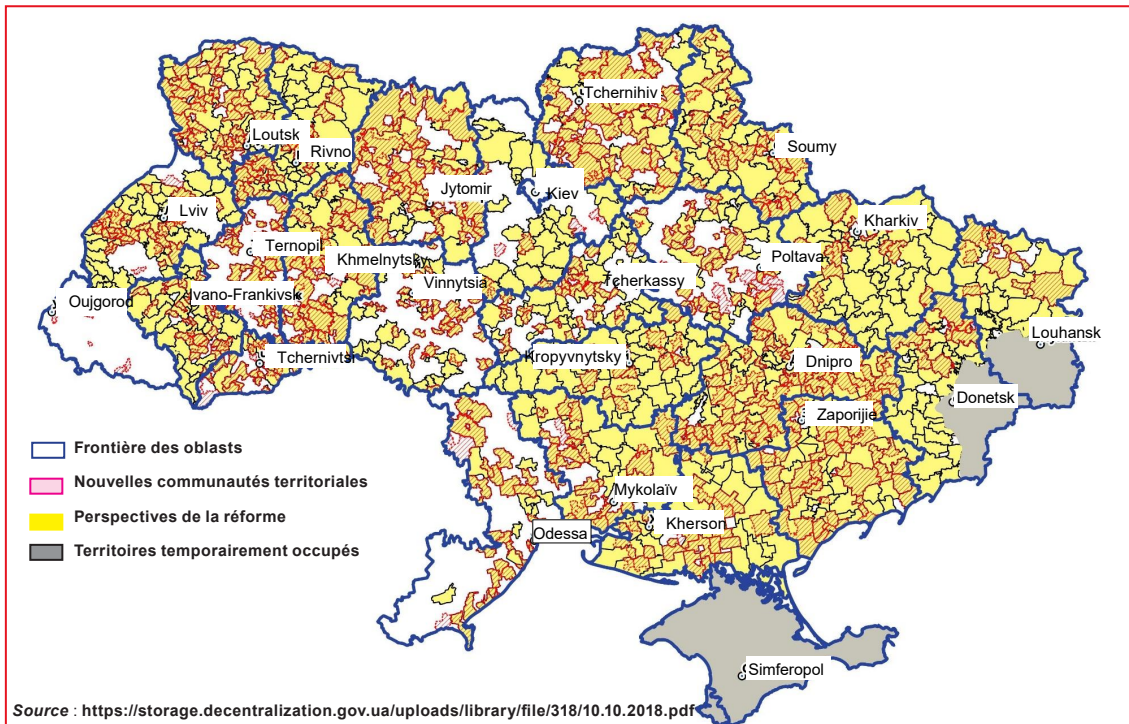 Tchernihiv
Loutsk
Rivno
Soumy
Jytomir
Kiev
Lviv
Kharkiv
Ternopi
Khmelnytsky
Poltava
Vinnytsia
Tcherkassy
Oujgorod
Ivano-Frankivsk
Louhansk
Tchernivtsi
Kropyvnytsky
Dnipro
Donetsk
Zaporijie
Frontière des oblasts
Nouvelles communautés territoriales
Perspectives de la réforme
Territoires temporairement occupés
Mykolaïv
Kherson
Odessa
Simferopol
Source : https://storage.decentralization.gov.ua/uploads/library/file/318/10.10.2018.pdf